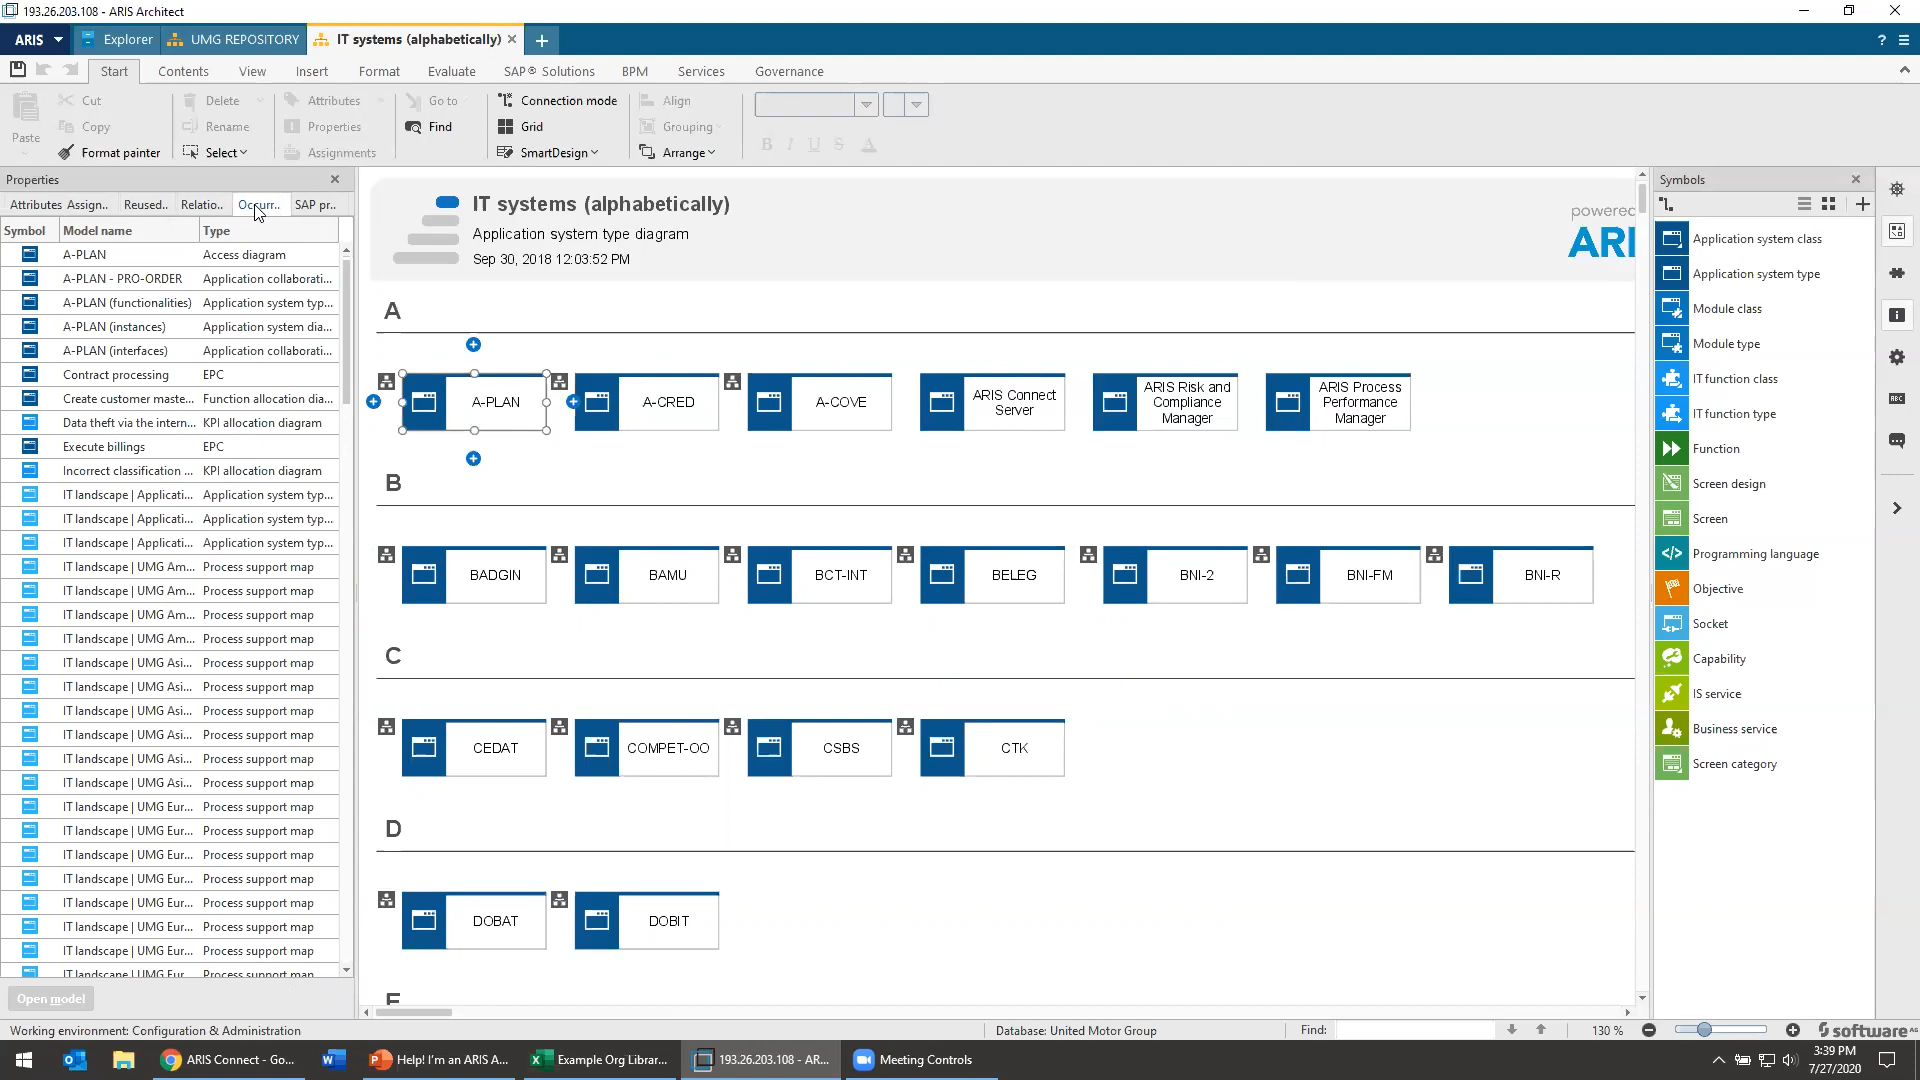 193.26.203.108 - ARIS Architect
ARIS
Explorer
UMG REPOSITORY
IT systems (alphabetically)
Start
Contents
View
Insert
Format
Evaluate
SAP® Solutions
BPM
Services
Governance
Paste
Cut
Copy
Format painter
Delete
Rename
Select
Attributes
Properties
Assignments
Go to
Find
Connection mode
Grid
SmartDesign
Align
Grouping
Arrange
B I U S A
Properties
Attributes Assign.. Reused.. Relatio.. Occurr.. SAP pr..
Symbol Model name Type
A-PLAN Access diagram
A-PLAN - PRO-ORDER Application collaborati...
A-PLAN (functionalities) Application system typ...
A-PLAN (instances) Application system dia...
A-PLAN (interfaces) Application collaborati...
Contract processing EPC
Create customer maste... Function allocation dia...
Data theft via the intern... KPI allocation diagram
Execute billings EPC
Incorrect classification ... KPI allocation diagram
IT landscape | Applicati... Application system typ...
IT landscape | Applicati... Application system typ...
IT landscape | Applicati... Application system typ...
IT landscape | UMG Am... Process support map
IT landscape | UMG Am... Process support map
IT landscape | UMG Am... Process support map
IT landscape | UMG Am... Process support map
IT landscape | UMG Asi... Process support map
IT landscape | UMG Asi... Process support map
IT landscape | UMG Asi... Process support map
IT landscape | UMG Asi... Process support map
IT landscape | UMG Asi... Process support map
IT landscape | UMG Asi... Process support map
IT landscape | UMG Eur... Process support map
IT landscape | UMG Eur... Process support map
IT landscape | UMG Eur... Process support map
IT landscape | UMG Eur... Process support map
IT landscape | UMG Eur... Process support map
IT landscape | UMG Eur... Process support map
IT landscape | UMG Eur... Process support map
IT landscape | UMG Eur... Process support map
Open model
IT systems (alphabetically)
Application system type diagram
Sep 30, 2018 12:03:52 PM
powered
ARI
A
A-PLAN
A-CRED
A-COVE
ARIS Connect
Server
ARIS Risk and
Compliance
Manager
ARIS Process
Performance
Manager
B
BADGIN
BAMU
BCT-INT
BELEG
BNI-2
BNI-FM
BNI-R
C
CEDAT
COMPET-OO
CSBS
CTK
D
DOBAT
DOBIT
E
Symbols
Application system class
Application system type
Module class
Module type
IT function class
IT function type
Function
Screen design
Screen
Programming language
Objective
Socket
Capability
IS service
Business service
Screen category
ABC
Working environment: Configuration & Administration
Database: United Motor Group
Find:
130 %
software AG
ARIS Connect - Go...
Help! I'm an ARIS A...
Example Org Librar...
193.26.203.108 - AR...
Meeting Controls
3:39 PM
7/27/2020